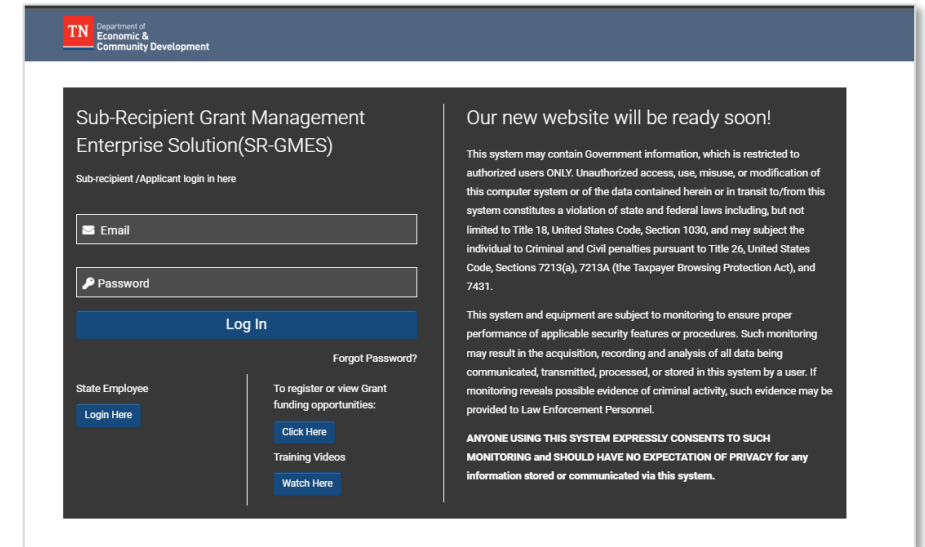 TN
Department of
Economic &
Community Development
Sub-Recipient Grant Management
Enterprise Solution(SR-GMES)
Sub-recipient /Applicant login in here
Email
Password
Log In
Forgot Password?
State Employee
Login Here
To register or view Grant
funding opportunities:
Click Here
Training Videos
Watch Here
Our new website will be ready soon!
This system may contain Government information, which is restricted to
authorized users ONLY. Unauthorized access, use, misuse, or modification of
this computer system or of the data contained herein or in transit to/from this
system constitutes a violation of state and federal laws including, but not
limited to Title 18, United States Code, Section 1030, and may subject the
individual to Criminal and Civil penalties pursuant to Title 26, United States
Code, Sections 7213(a), 7213A (the Taxpayer Browsing Protection Act), and
7431.
This system and equipment are subject to monitoring to ensure proper
performance of applicable security features or procedures. Such monitoring
may result in the acquisition, recording and analysis of all data being
communicated, transmitted, processed, or stored in this system by a user. If
monitoring reveals possible evidence of criminal activity, such evidence may be
provided to Law Enforcement Personnel.
ANYONE USING THIS SYSTEM EXPRESSLY CONSENTS TO SUCH
MONITORING and SHOULD HAVE NO EXPECTATION OF PRIVACY for any
information stored or communicated via this system.